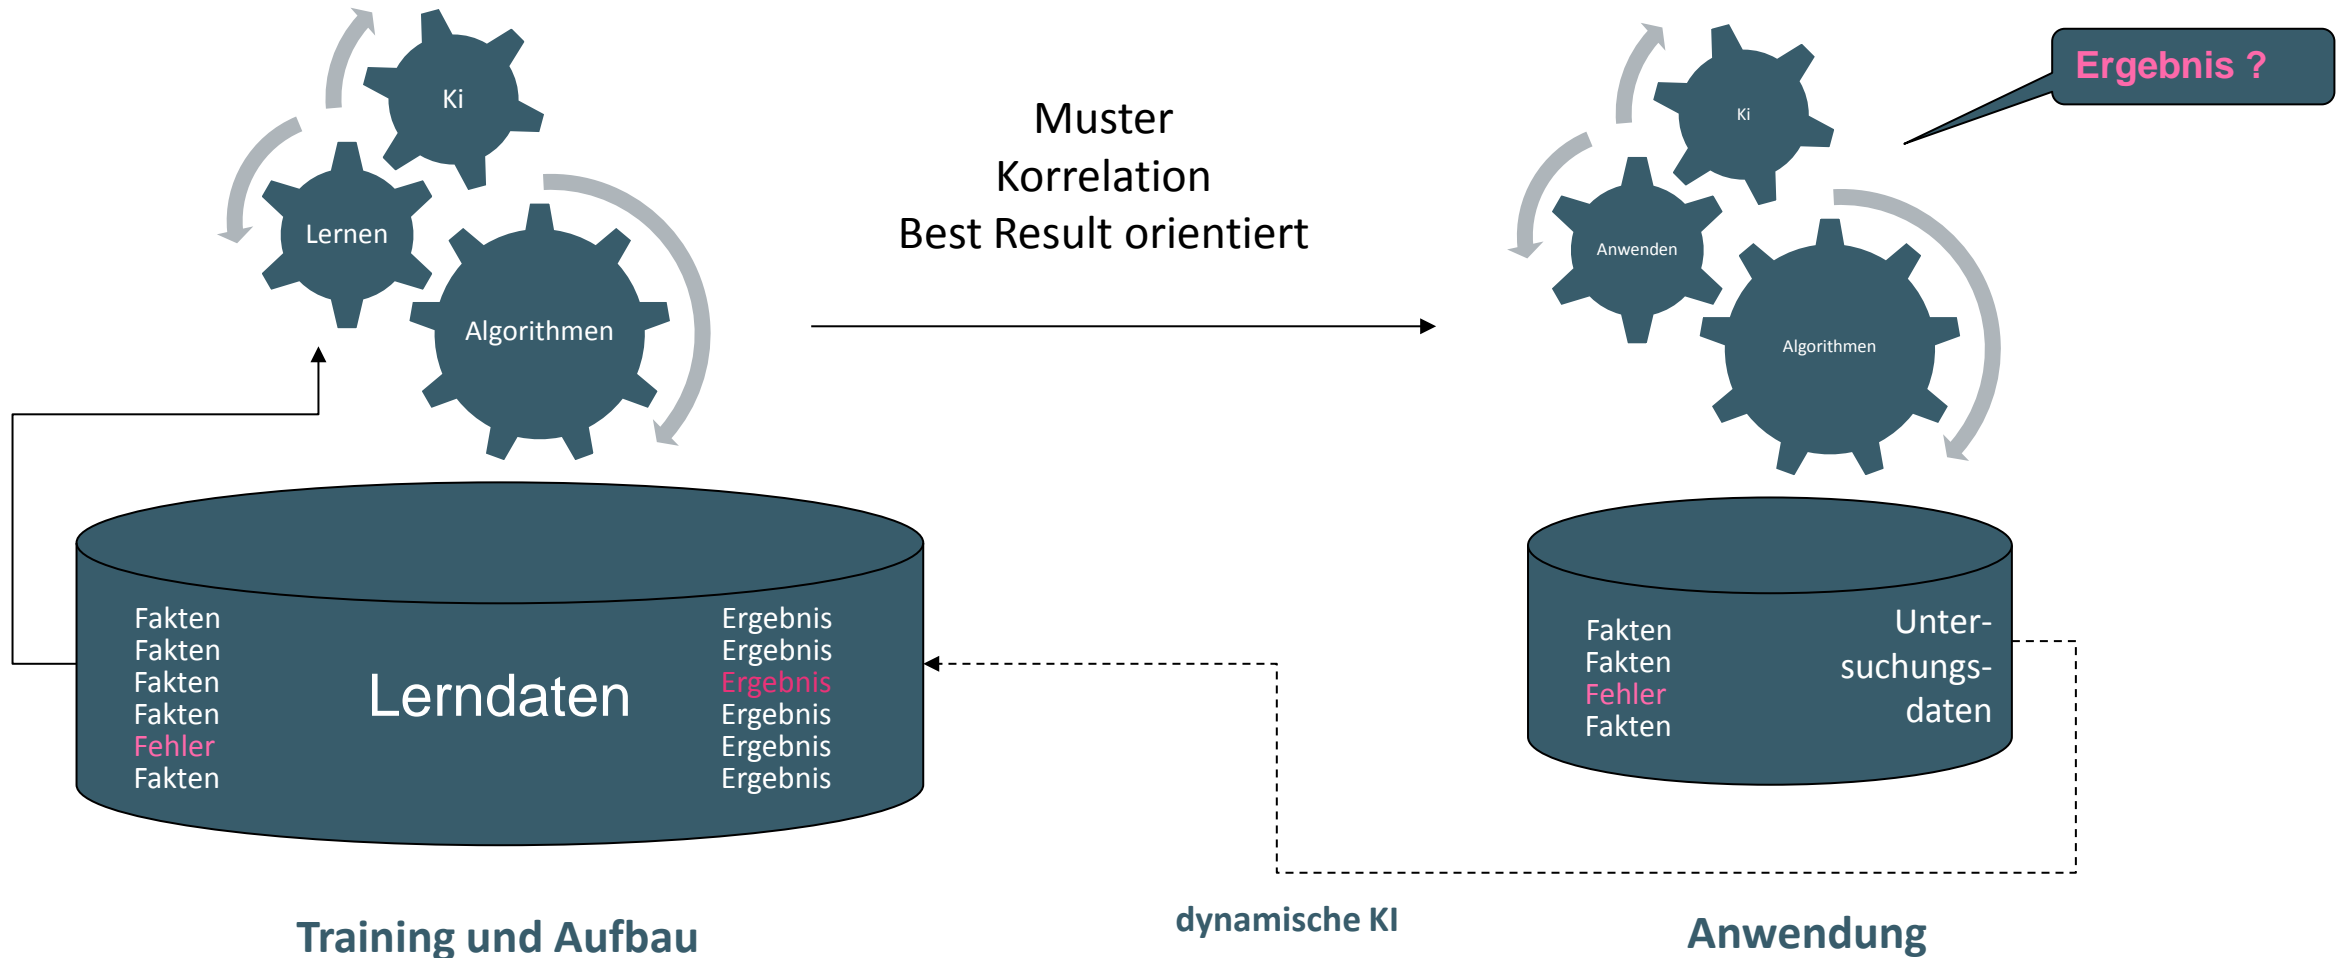 Ki
Lernen
Algorithmen
Muster
Korrelation
Best Result orientiert
Ki
Anwenden
Algorithmen
Ergebnis ?
Fakten
Fakten
Fakten
Fakten
Fehler
Fakten
Lerndaten
Ergebnis
Ergebnis
Ergebnis
Ergebnis
Ergebnis
Ergebnis
Fakten
Fakten
Fehler
Fakten
Unter-
suchungs-
daten
Training und Aufbau
dynamische KI
Anwendung